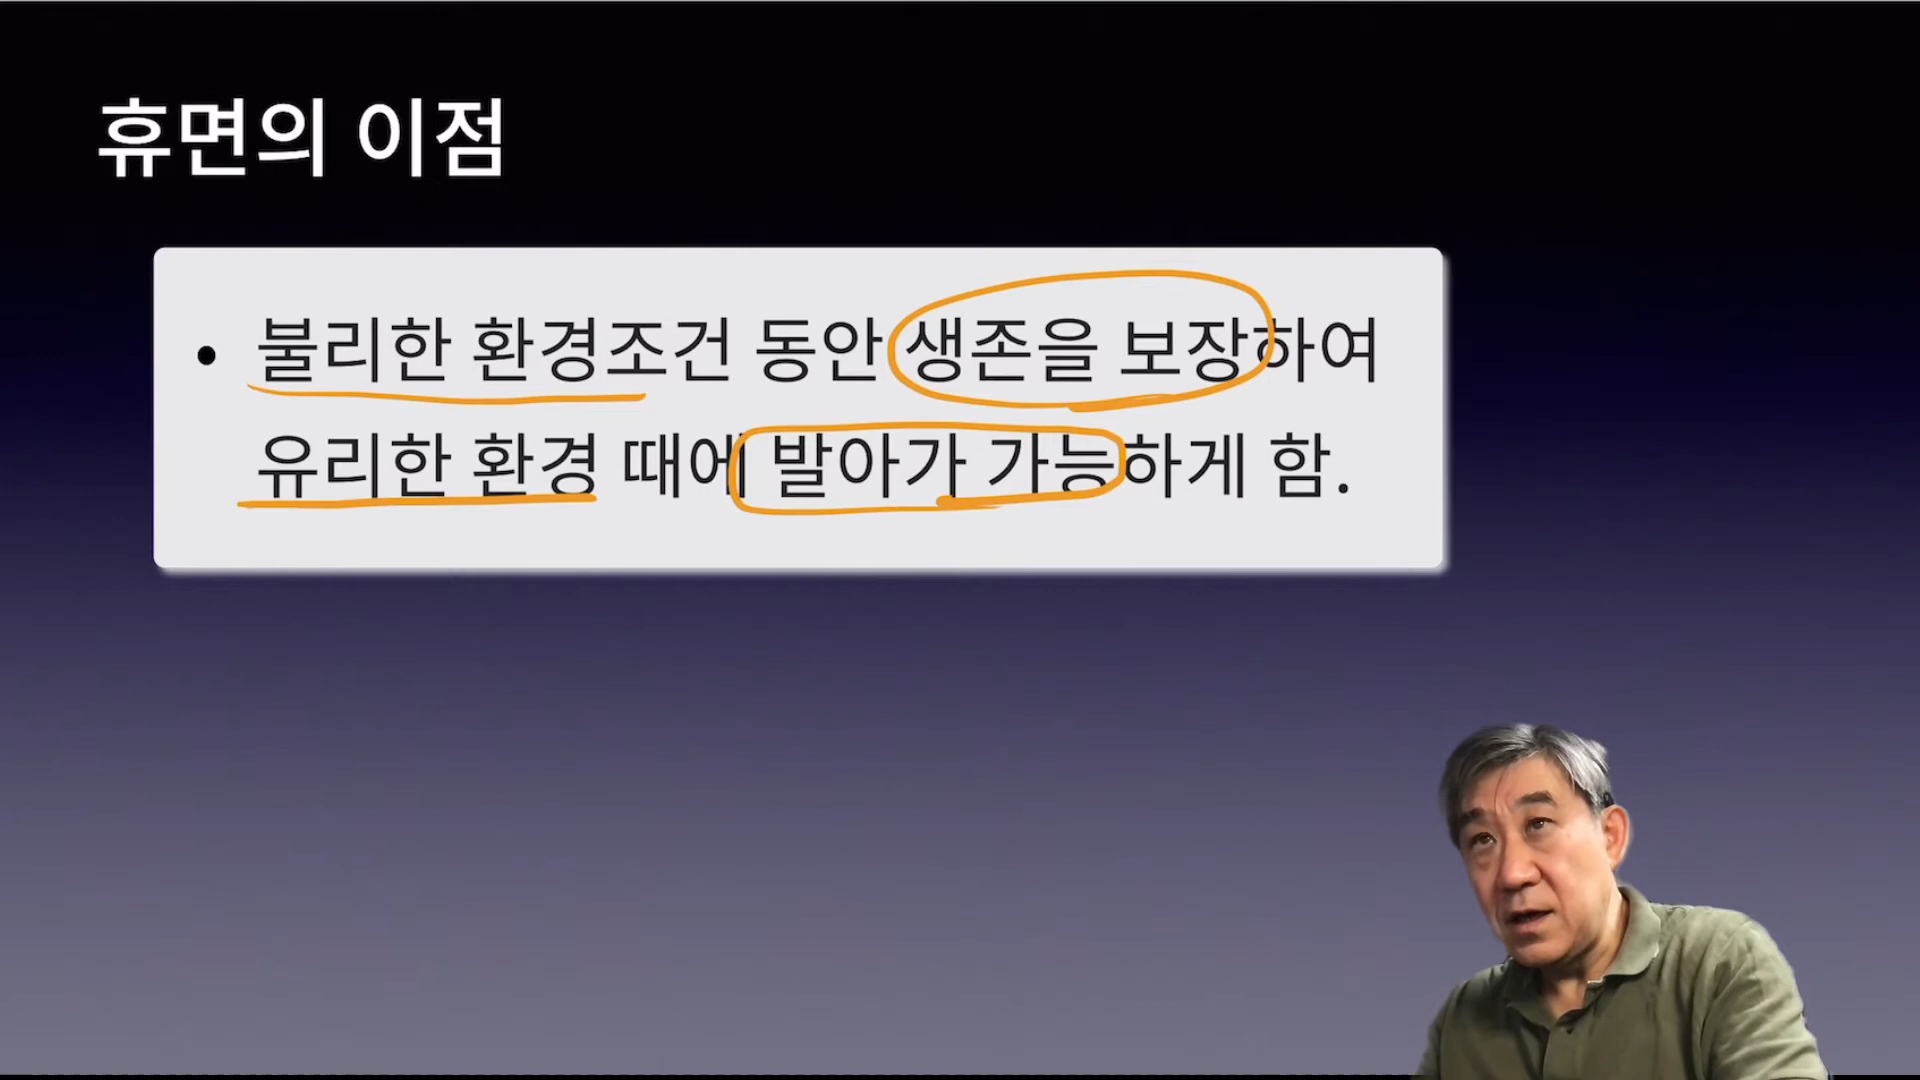 휴면의 이점
• 불리한 환경조건 동안 생존을 보장하여
유리한 환경 때에 발아가 가능하게 함.